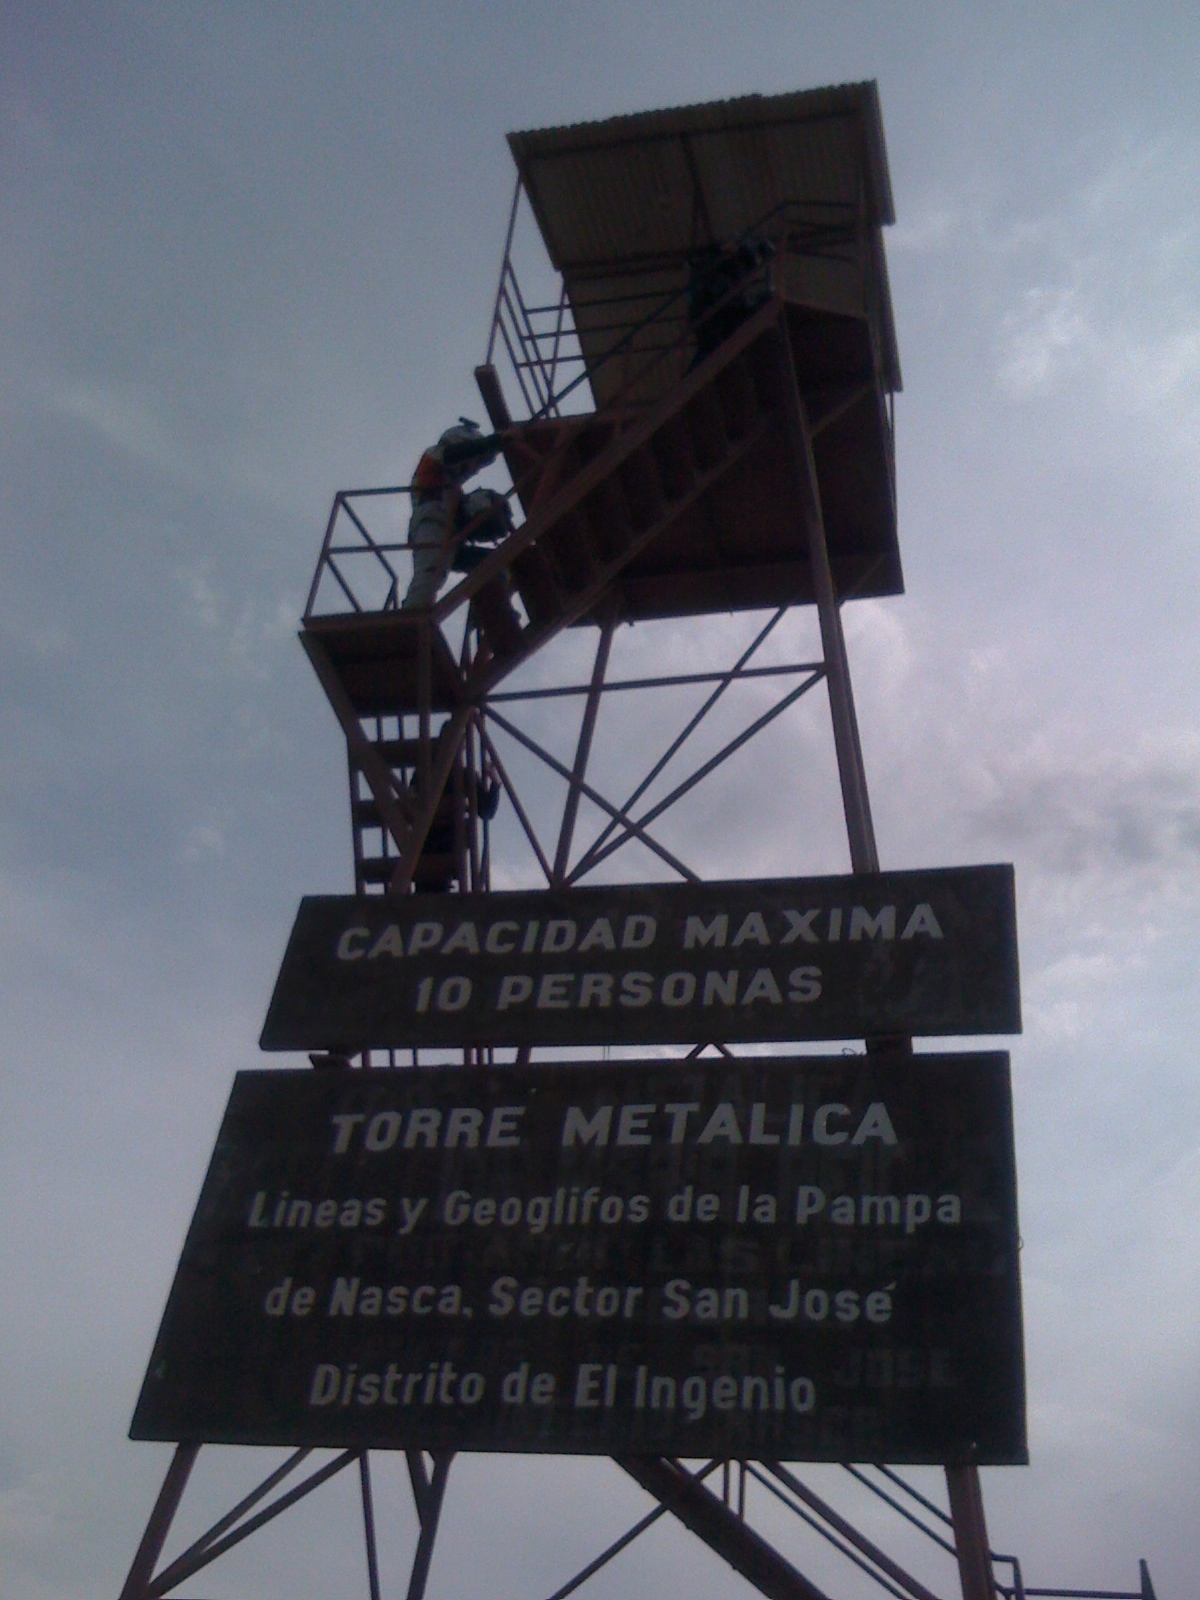 CAPACIDAD MAXIMA
10 PERSONAS
TORRE METALICA
Lineas y Geoglifos de la Pampa
de Nasca, Sector San José
Distrito de El Ingenio